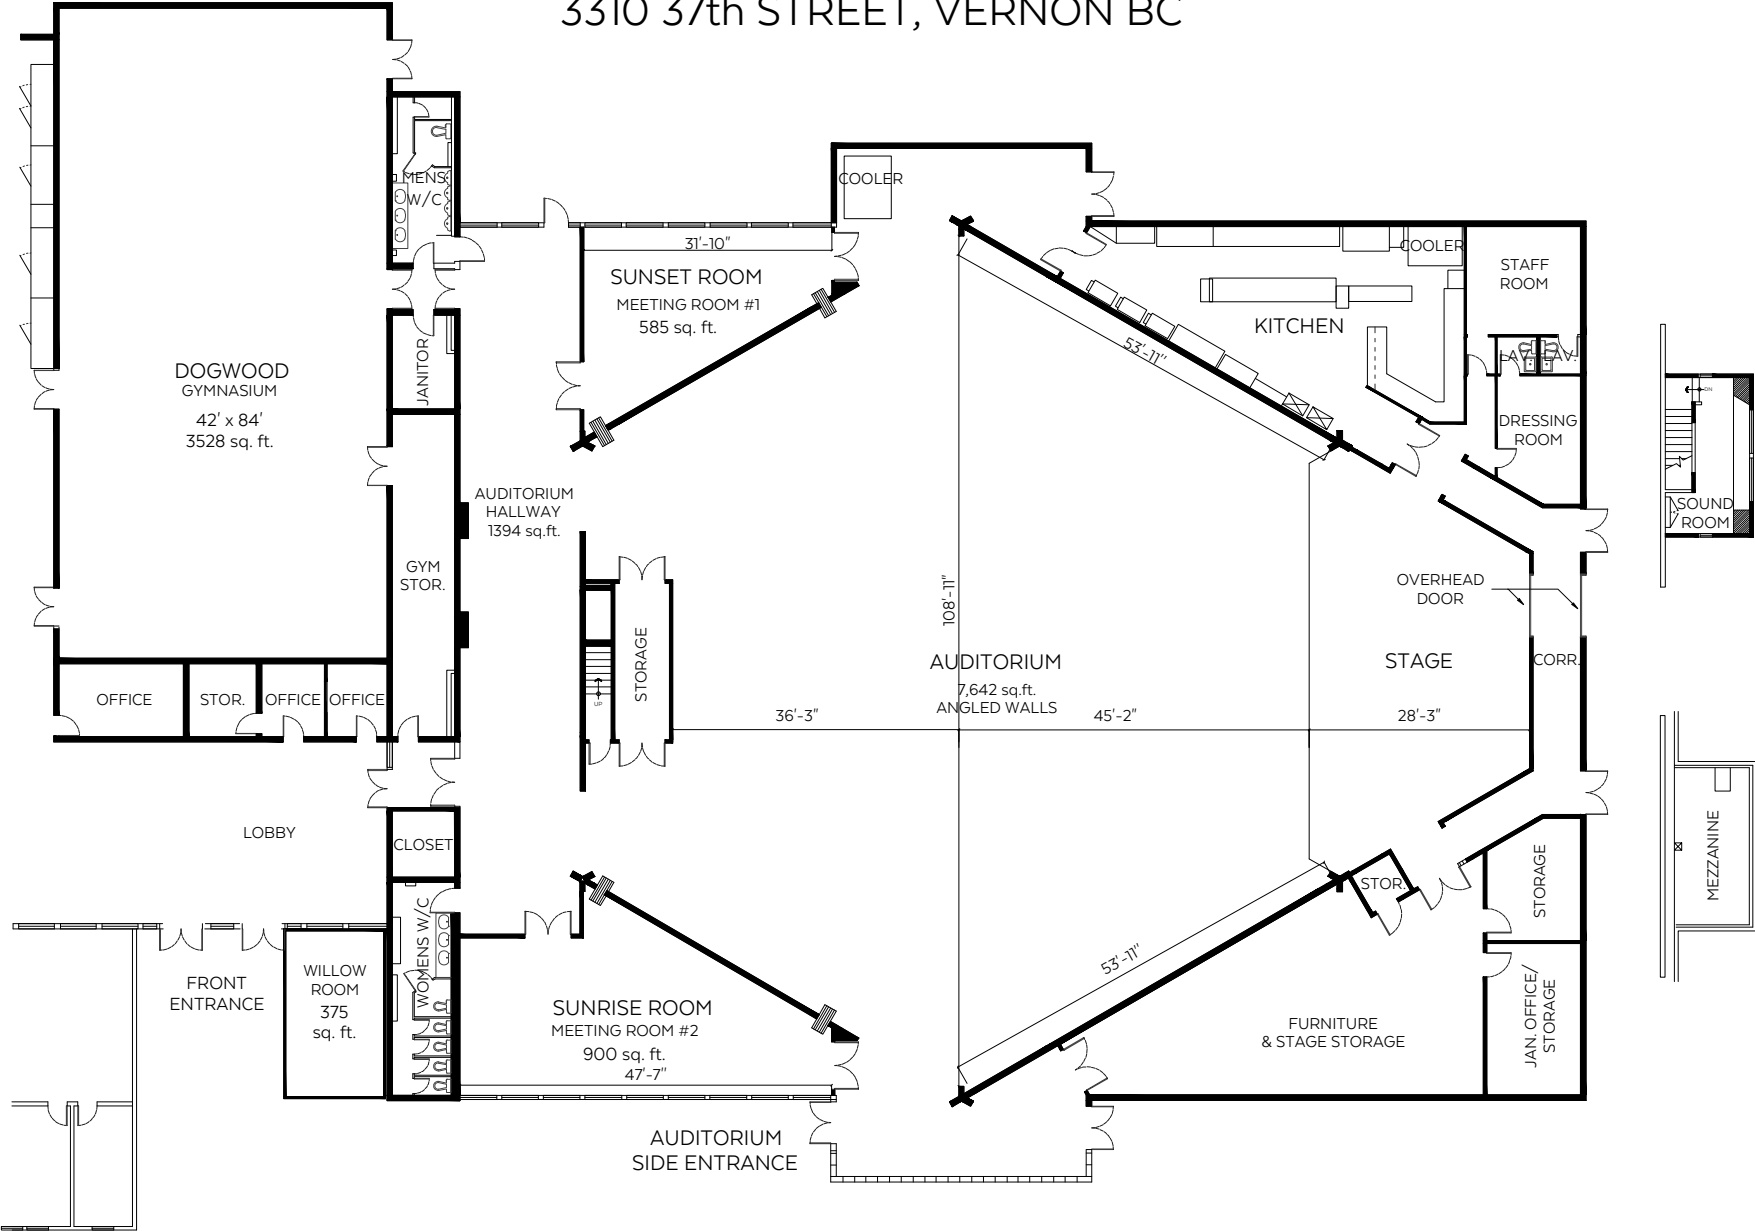 3310 37th STREET, VERNON BC
MENS
W/C
COOLER
31'-10"
SUNSET ROOM
MEETING ROOM #1
585 sq. ft.
COOLER
STAFF
ROOM
KITCHEN
53'-11"
LAV.
LAV.
DOGWOOD
GYMNASIUM
42' x 84'
3528 sq. ft.
JANITOR
DRESSING
ROOM
DN
SOUND
ROOM
AUDITORIUM
HALLWAY
1394 sq.ft.
GYM
STOR.
OVERHEAD
DOOR
108'-11"
STORAGE
UP
AUDITORIUM
7,642 sq.ft.
ANGLED WALLS
STAGE
CORR.
36'-3"
45'-2"
28'-3"
OFFICE
STOR.
OFFICE
OFFICE
LOBBY
CLOSET
MEZZANINE
STOR.
STORAGE
WOMENS W/C
FRONT
ENTRANCE
WILLOW
ROOM
375
sq. ft.
53'-11"
SUNRISE ROOM
MEETING ROOM #2
900 sq. ft.
47'-7"
FURNITURE
& STAGE STORAGE
JAN. OFFICE/
STORAGE
AUDITORIUM
SIDE ENTRANCE